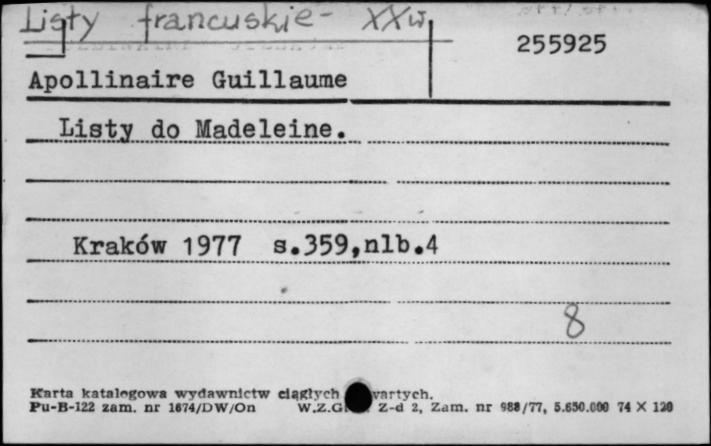 Listy francuskie - XXw.
255925
Apollinaire Guillaume
Listy do Madeleine.
Kraków 1977 s.359,nlb.4
8
Karta katalogowa wydawnictw ciągłych wartych.
Pu-B-122 zam. nr 1674/DW/On W.Z.G. Z-d 2, Zam. nr 988/77, 5.650.000 74 X 120